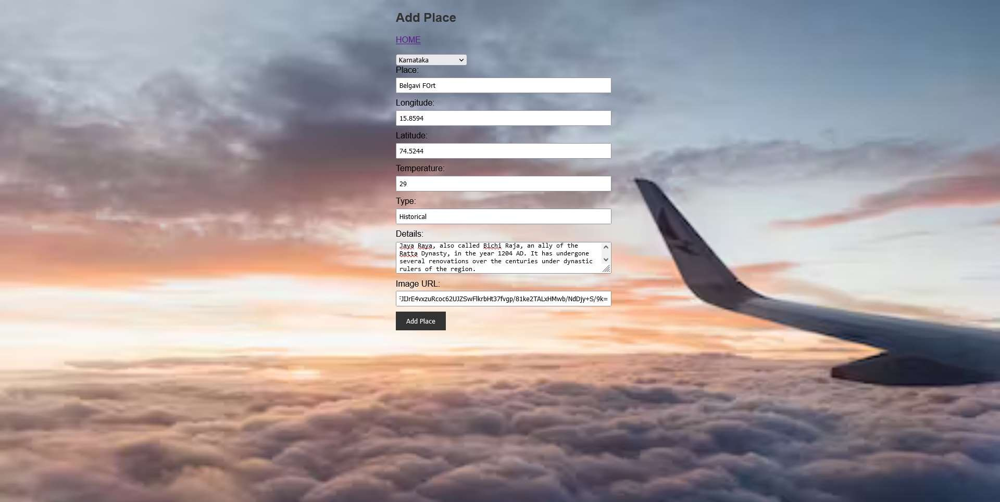 Add Place
HOME
Karnataka
Place:
Belgavi FOrt
Longitude:
15.8594
Latitude:
74.5244
Temperature:
29
Type:
Historical
Details:
Jaya Raya, also called Bichi Raja, an ally of the
Ratta Dynasty, in the year 1204 AD. It has undergone
several renovations over the centuries under dynastic
rulers of the region.
Image URL:
FJIJrE4vxzuRcoc62UJZSwFlkrbHt37fvgp/81ke2TALxHMwb/NdDjy+S/9k=
Add Place